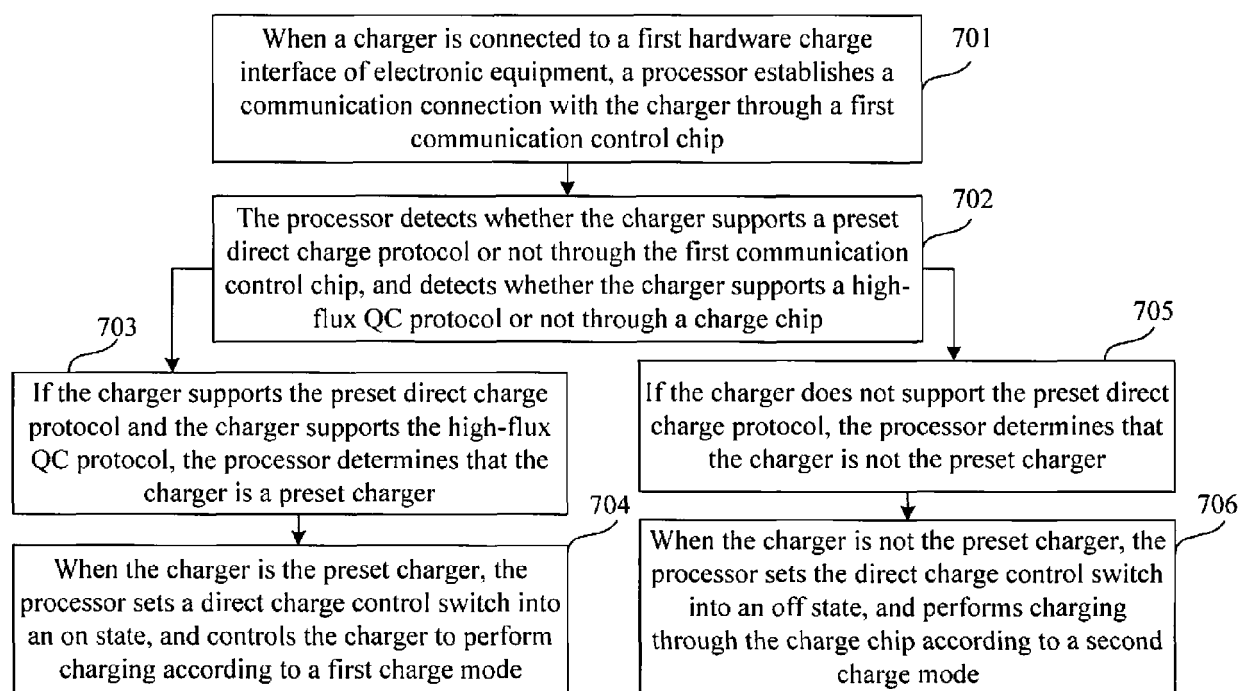 When a charger is connected to a first hardware charge
interface of electronic equipment, a processor establishes a
communication connection with the charger through a first
communication control chip
701
The processor detects whether the charger supports a preset
direct charge protocol or not through the first communication
control chip, and detects whether the charger supports a high-
flux QC protocol or not through a charge chip
702
703
If the charger supports the preset direct charge
protocol and the charger supports the high-flux
QC protocol, the processor determines that the
charger is a preset charger
705
If the charger does not support the preset direct
charge protocol, the processor determines that
the charger is not the preset charger
704
When the charger is the preset charger, the
processor sets a direct charge control switch into
an on state, and controls the charger to perform
charging according to a first charge mode
706
When the charger is not the preset charger, the
processor sets the direct charge control switch
into an off state, and performs charging
through the charge chip according to a second
charge mode